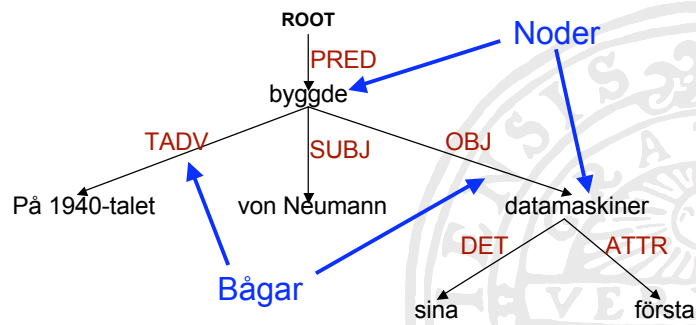 ROOT
Noder
PRED
byggde
TADV
SUBJ
OBJ
På 1940-talet
von Neumann
datamaskiner
DET
ATTR
Bågar
sina
första